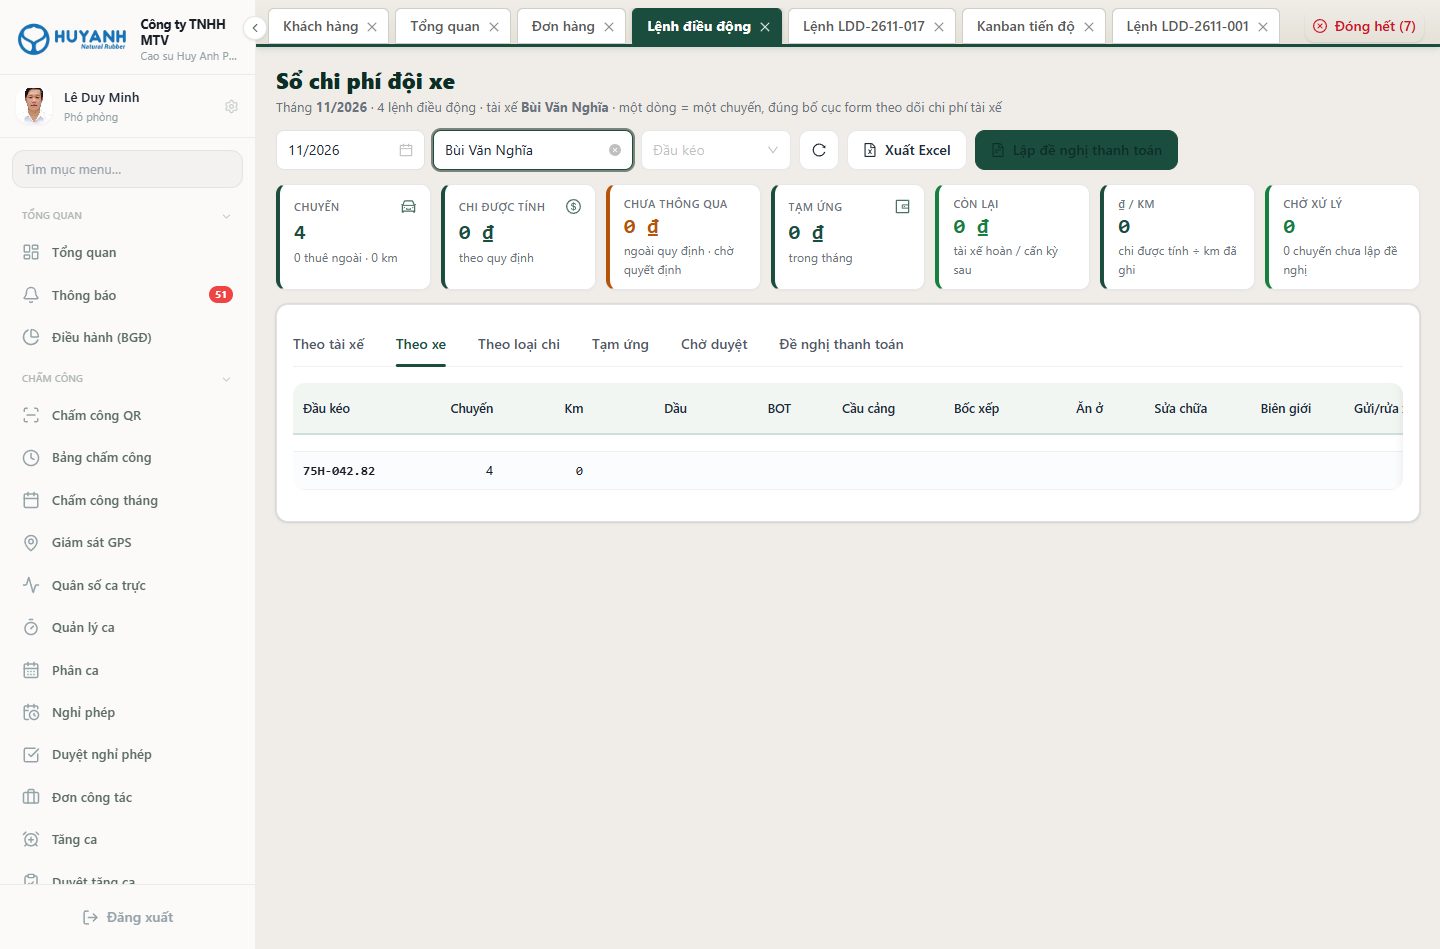 HUYANH
Natural Rubber
Công ty TNHH
MTV
Cao su Huy Anh P...
Lê Duy Minh
Phó phòng
Tìm mục menu...
TỔNG QUAN
Tổng quan
Thông báo
51
Điều hành (BGĐ)
CHẤM CÔNG
Chấm công QR
Bảng chấm công
Chấm công tháng
Giám sát GPS
Quân số ca trực
Quản lý ca
Phân ca
Nghỉ phép
Duyệt nghỉ phép
Đơn công tác
Tăng ca
Duyệt tăng ca
Đăng xuất
Khách hàng
Tổng quan
Đơn hàng
Lệnh điều động
Lệnh LDD-2611-017
Kanban tiến độ
Lệnh LDD-2611-001
Đóng hết (7)
Sổ chi phí đội xe
Tháng 11/2026 · 4 lệnh điều động · tài xế Bùi Văn Nghĩa · một dòng = một chuyến, đúng bố cục form theo dõi chi phí tài xế
11/2026
Bùi Văn Nghĩa
Đầu kéo
Xuất Excel
Lập đề nghị thanh toán
CHUYẾN
4
0 thuê ngoài · 0 km
CHI ĐƯỢC TÍNH
0 ₫
theo quy định
CHƯA THÔNG QUA
0 ₫
ngoài quy định · chờ
quyết định
TẠM ỨNG
0 ₫
trong tháng
CÒN LẠI
0 ₫
tài xế hoàn / cấn kỳ
sau
₫ / KM
0
chi được tính ÷ km đã
ghi
CHỜ XỬ LÝ
0
0 chuyến chưa lập đề
nghị
Theo tài xế
Theo xe
Theo loại chi
Tạm ứng
Chờ duyệt
Đề nghị thanh toán
Đầu kéo
Chuyến
Km
Dầu
BOT
Cầu cảng
Bốc xếp
Ăn ở
Sửa chữa
Biên giới
Gửi/rửa
75H-042.82
4
0